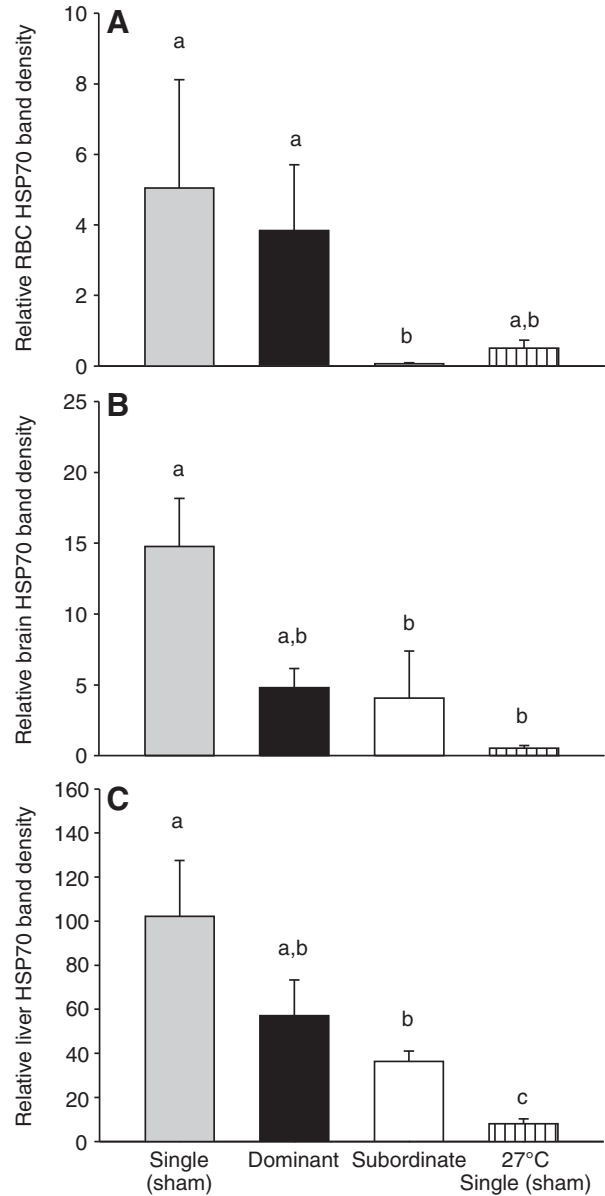 A
Relative RBC HSP70 band density
10
8
6
4
2
0
a
a
b
a,b
B
Relative brain HSP70 band density
25
20
15
10
5
0
a
a,b
b
b
C
Relative liver HSP70 band density
160
140
120
100
80
60
40
20
0
a
a,b
b
c
Single
(sham)
Dominant
Subordinate
27°C
Single (sham)